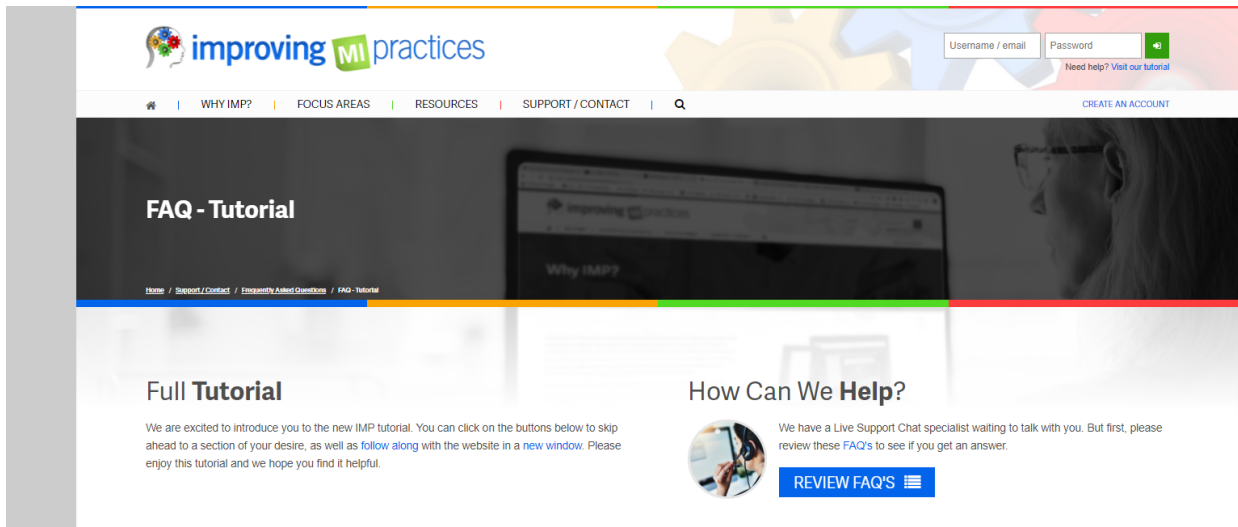 improving MI practices
Username / email
Password
Need help? Visit our tutorial
WHY IMP?
FOCUS AREAS
RESOURCES
SUPPORT / CONTACT
CREATE AN ACCOUNT
improving MI practices
Why IMP?
FAQ - Tutorial
Home / Support / Contact / Frequently Asked Questions / FAQ - Tutorial
Full Tutorial
We are excited to introduce you to the new IMP tutorial. You can click on the buttons below to skip
ahead to a section of your desire, as well as follow along with the website in a new window. Please
enjoy this tutorial and we hope you find it helpful.
How Can We Help?
We have a Live Support Chat specialist waiting to talk with you. But first, please
review these FAQ's to see if you get an answer.
REVIEW FAQ'S